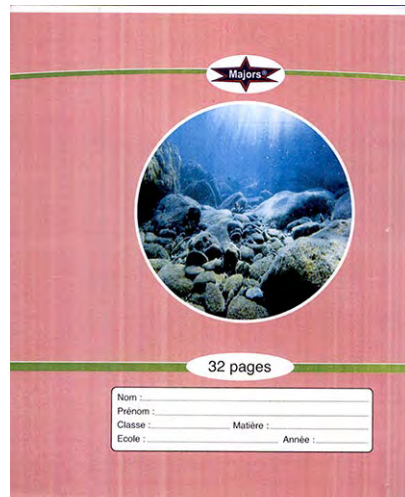 Majors®
32 pages
Nom :
Prénom :
Classe : Matière :
Ecole : Année :